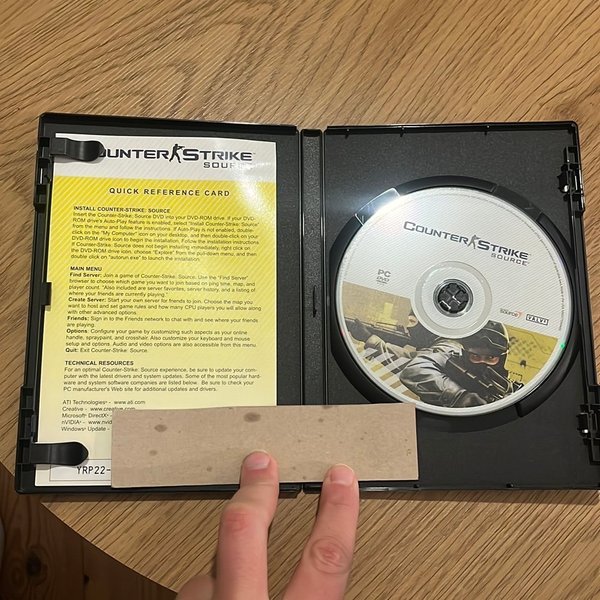 COUNTER STRIKE
SOURCE
QUICK REFERENCE CARD
INSTALL COUNTER-STRIKE: SOURCE
Insert the Counter-Strike: Source DVD into your DVD-ROM drive. If your DVD-
ROM drive's Auto-Play feature is enabled, select "Install Counter-Strike: Source"
from the menu and follow the instructions. If Auto-Play is not enabled, double-
click on the "My Computer" icon on your desktop, and then double-click on your
DVD-ROM drive icon to begin the installation. Follow the installation instructions.
If Counter-Strike: Source does not begin installing immediately, right click on
the DVD-ROM drive icon, choose "Explore" from the pull-down menu, and then
double click on "autorun.exe" to launch the installation.
MAIN MENU
Find Server: Join a game of Counter-Strike: Source. Use the "Find Server"
browser to choose which game you want to join based on ping time, map, and
player count. "Also included are server favorites, server history, and a listing of
where your friends are currently playing."
Create Server: Start your own server for friends to join. Choose the map you
want to host and set game rules and how many CPU players you will allow along
with other advanced options.
Friends: Sign in to the Friends network to chat with and see where your friends
are playing.
Options: Configure your game by customizing such aspects as your online
handle, spraypaint, and crosshair. Also customize your keyboard and mouse
setup and options. Audio and video options are also accessible from this menu.
Quit: Exit Counter-Strike: Source.
TECHNICAL RESOURCES
For an optimal Counter-Strike: Source experience, be sure to update your com-
puter with the latest drivers and system updates. Some of the most popular hard-
ware and system software companies are listed below. Be sure to check your
PC manufacturer's Web site for additional updates and drivers.
ATI Technologies - www.ati.com
Creative - www.creative.com
Microsoft® DirectX®
nVIDIA® - www.nvid
Windows® Update -
YRP22-
COUNTER STRIKE
SOURCE
PC
DVD
SOURCE
VALVE